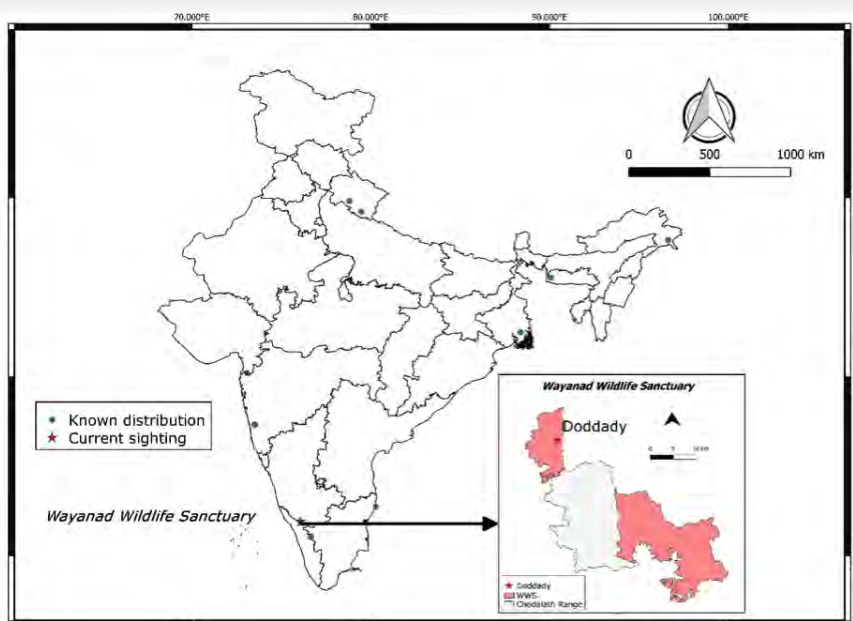 70.000°E 80.000°E 90.000°E 100.000°E
0 500 1000 km
Known distribution
Current sighting
Wayanad Wildlife Sanctuary
Wayanad Wildlife Sanctuary
Doddady
Doddady
WWS
Chedalath Range